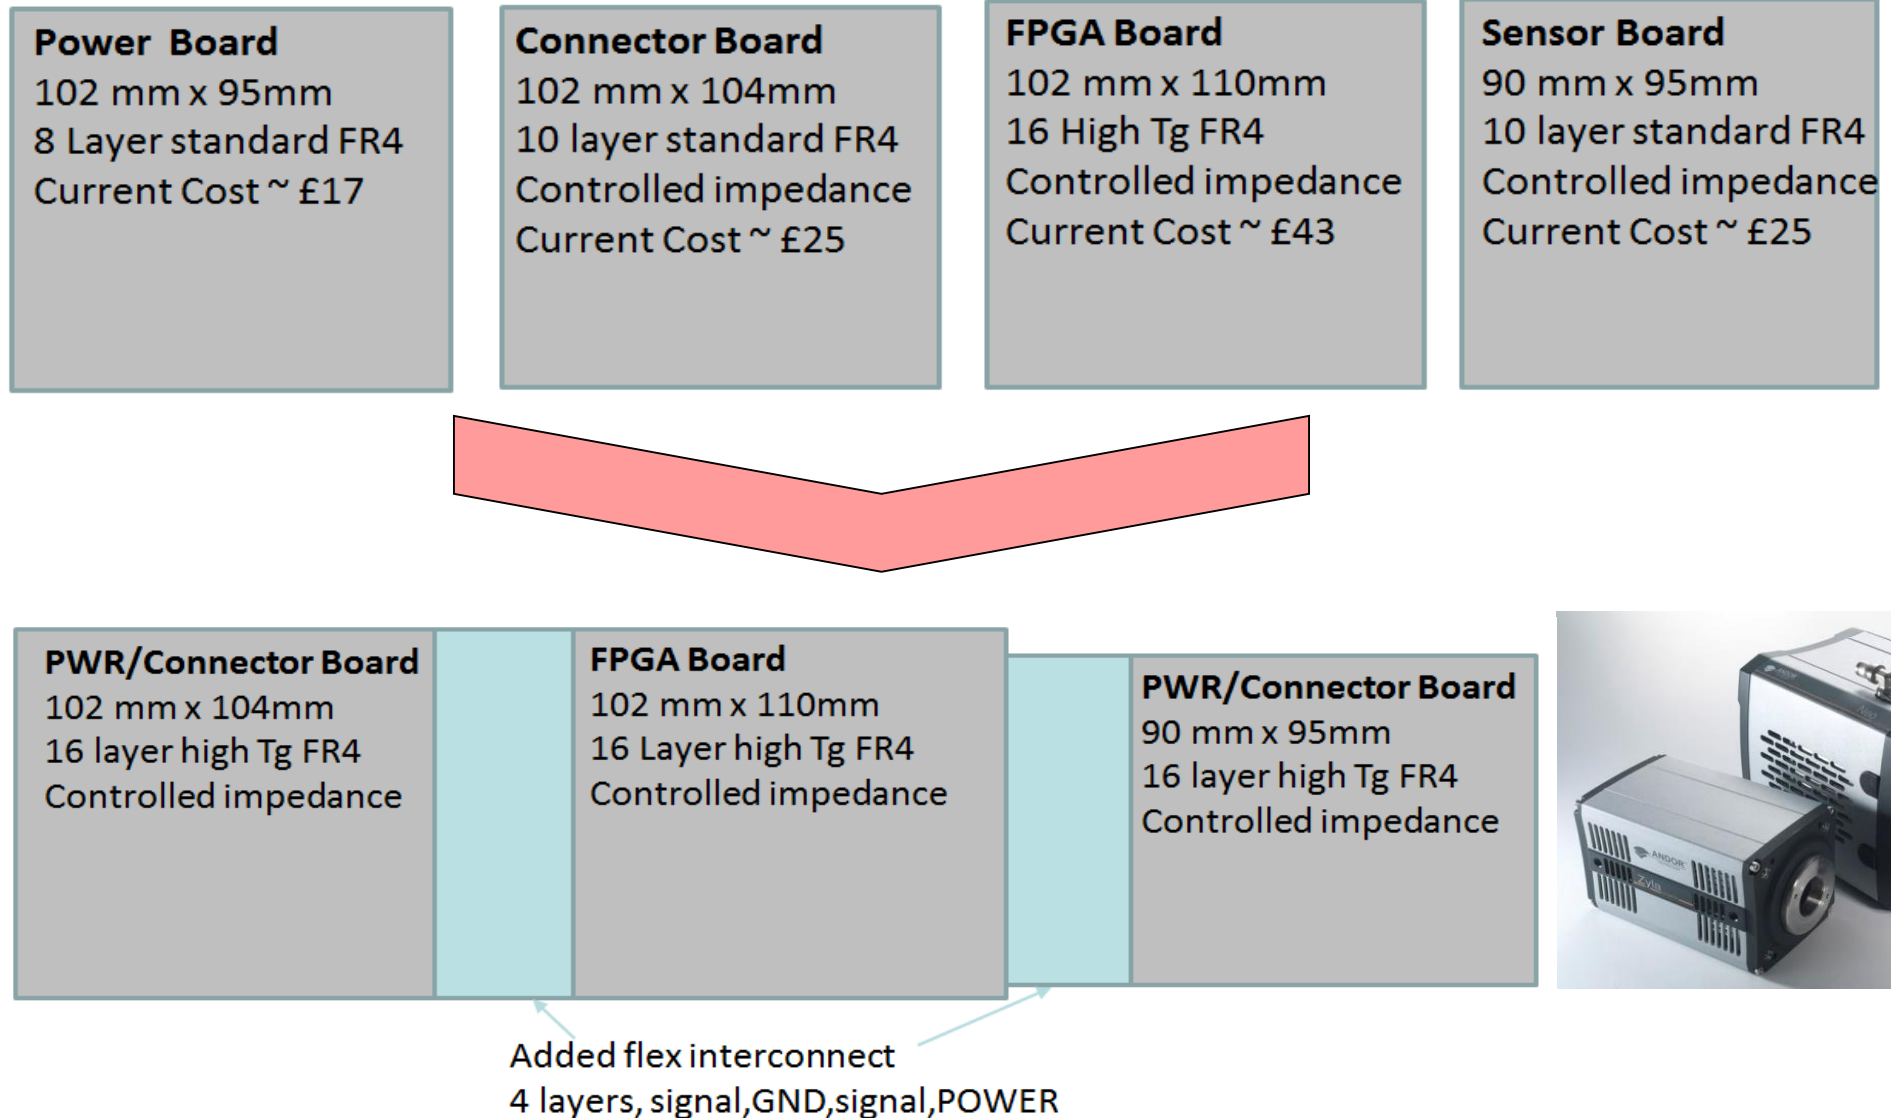 Power Board
102 mm x 95mm
8 Layer standard FR4
Current Cost ~ £17
Connector Board
102 mm x 104mm
10 layer standard FR4
Controlled impedance
Current Cost ~ £25
FPGA Board
102 mm x 110mm
16 High Tg FR4
Controlled impedance
Current Cost ~ £43
Sensor Board
90 mm x 95mm
10 layer standard FR4
Controlled impedance
Current Cost ~ £25
PWR/Connector Board
102 mm x 104mm
16 layer high Tg FR4
Controlled impedance
FPGA Board
102 mm x 110mm
16 Layer high Tg FR4
Controlled impedance
PWR/Connector Board
90 mm x 95mm
16 layer high Tg FR4
Controlled impedance
ANDOR
Zyla
Added flex interconnect
4 layers, signal,GND,signal,POWER